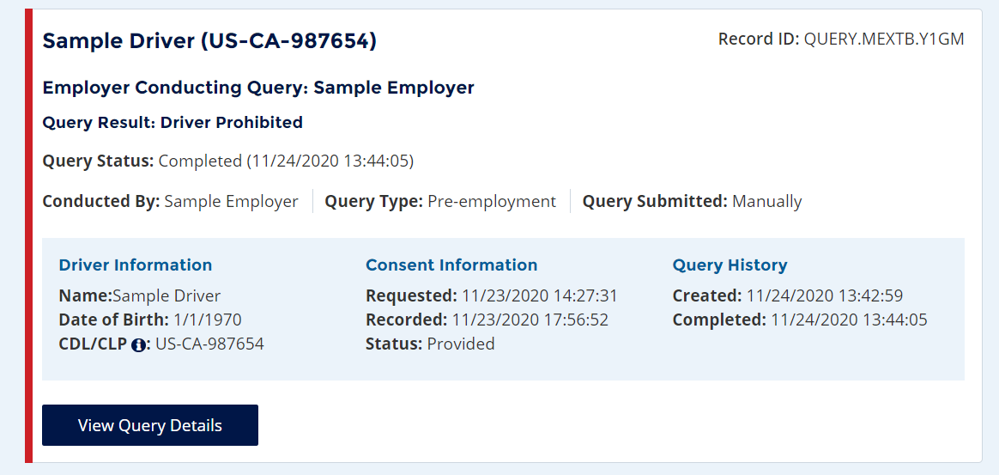 Sample Driver (US-CA-987654)
Record ID: QUERY.MEXTB.Y1GM
Employer Conducting Query: Sample Employer
Query Result: Driver Prohibited
Query Status: Completed (11/24/2020 13:44:05)
Conducted By: Sample Employer
Query Type: Pre-employment
Query Submitted: Manually
Driver Information
Name:Sample Driver
Date of Birth: 1/1/1970
CDL/CLP i: US-CA-987654
Consent Information
Requested: 11/23/2020 14:27:31
Recorded: 11/23/2020 17:56:52
Status: Provided
Query History
Created: 11/24/2020 13:42:59
Completed: 11/24/2020 13:44:05
View Query Details